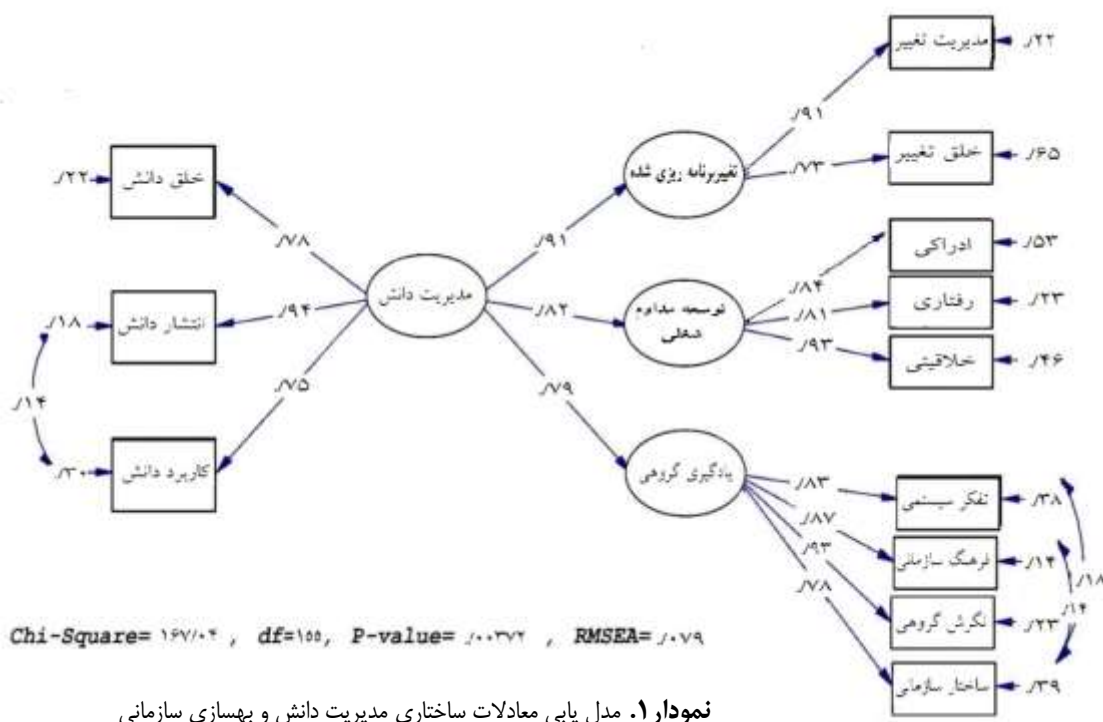 مدیریت تغییر
./۲۲
./۹۱
خلق تغییر
./۶۵
./۷۳
تغییربرنامه ریزی شده
./۲۲
خلق دانش
./۷۸
./۹۱
ادراکی
./۵۳
./۸۴
رفتاری
./۲۳
./۸۱
خلاقیتی
./۴۶
./۹۳
مدیریت دانش
./۸۲
توسعه مداوم
شغلی
./۱۸
انتشار دانش
./۹۴
./۱۴
./۷۵
./۷۹
./۳۰
کاربرد دانش
یادگیری گروهی
./۸۳
تفکر سیستمی
./۳۸
./۸۷
فرهنگ سازمانی
./۱۴
./۱۸
./۹۳
./۱۴
نگرش گروهی
./۲۳
./۷۸
ساختار سازمانی
./۳۹
Chi-Square= ۱۶۷/۰۴ , df=۱۵۵, P-value= ./۰۰۳۷۲ , RMSEA= ./۰۷۹
نمودار ۱. مدل یابی معادلات ساختاری مدیریت دانش و بهسازی سازمانی